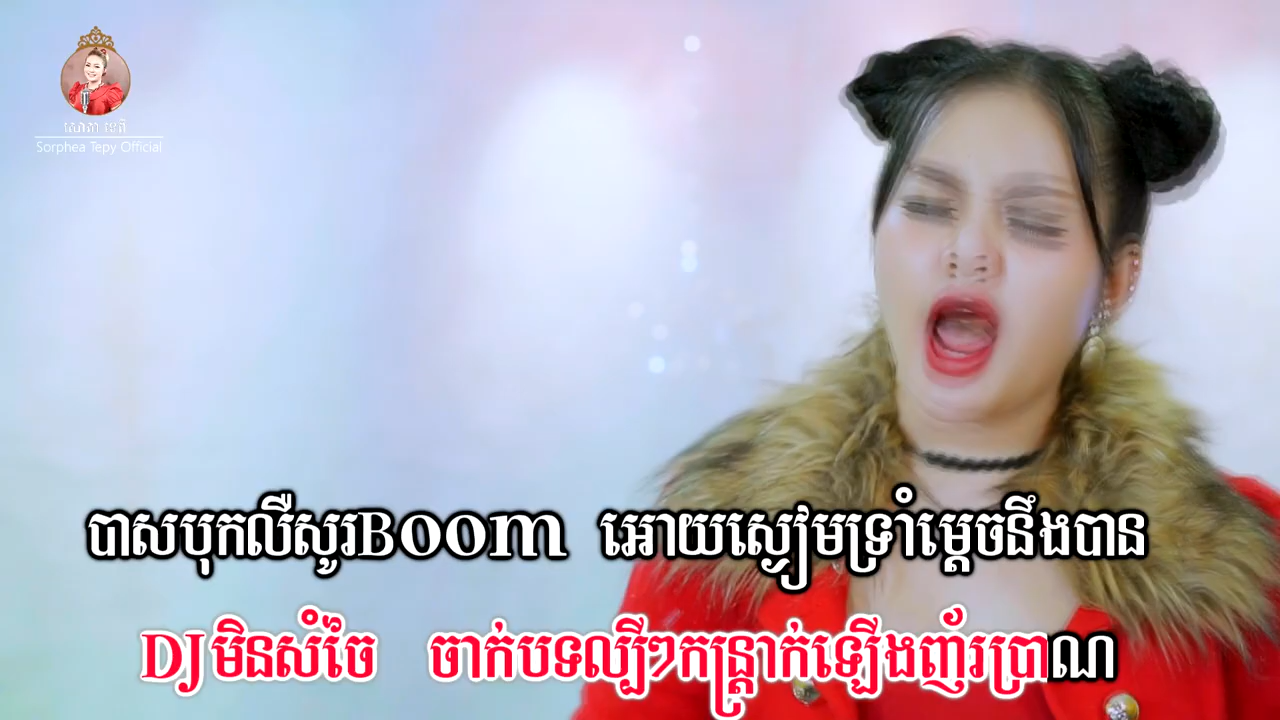 សោភា ទេពី
Sorphea Tepy Official
បាសបុកលឺសូរBoom អោយស្ងៀមទ្រាំម្ដេចនឹងបាន
DJ មិនសំចៃ ចាក់បទល្បីៗកន្ត្រាក់ឡើងញ័រប្រាណ